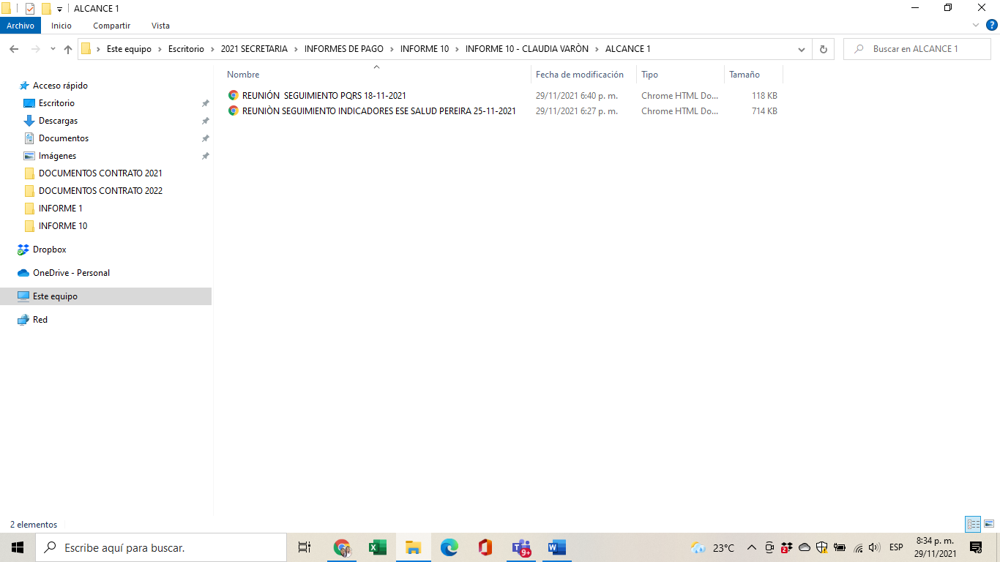 ALCANCE 1
Archivo Inicio Compartir Vista
Este equipo Escritorio 2021 SECRETARIA INFORMES DE PAGO INFORME 10 INFORME 10 - CLAUDIA VARÒN ALCANCE 1 Buscar en ALCANCE 1
Nombre Fecha de modificación Tipo Tamaño
REUNIÓN  SEGUIMIENTO PQRS 18-11-2021 29/11/2021 6:40 p. m. Chrome HTML Do... 118 KB
REUNIÒN SEGUIMIENTO INDICADORES ESE SALUD PEREIRA 25-11-2021 29/11/2021 6:27 p. m. Chrome HTML Do... 714 KB
Acceso rápido
Escritorio
Descargas
Documentos
Imágenes
DOCUMENTOS CONTRATO 2021
DOCUMENTOS CONTRATO 2022
INFORME 1
INFORME 10
Dropbox
OneDrive - Personal
Este equipo
Red
2 elementos
Escribe aquí para buscar. 9+ 23°C 2 ESP 8:34 p. m.
29/11/2021